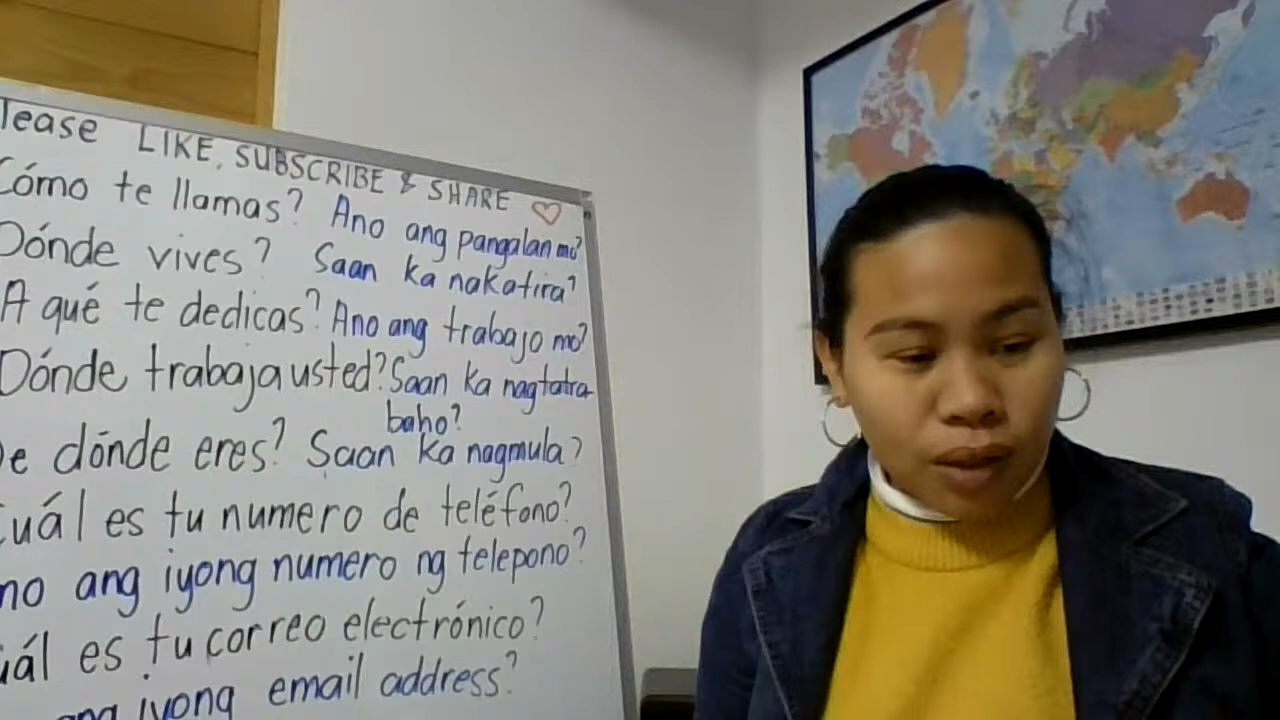 lease LIKE, SUBSCRIBE & SHARE
Cómo te llamas? Ano ang pangalan mo?
Dónde vives? Saan ka nakatira?
A qué te dedicas? Ano ang trabajo mo?
Dónde trabaja usted? Saan ka nagtatra-
baho?
De dónde eres? Saan ka nagmula?
Cuál es tu numero de teléfono?
no ang iyong numero ng telepono?
uál es tu correo electrónico?
ang iyong email address?